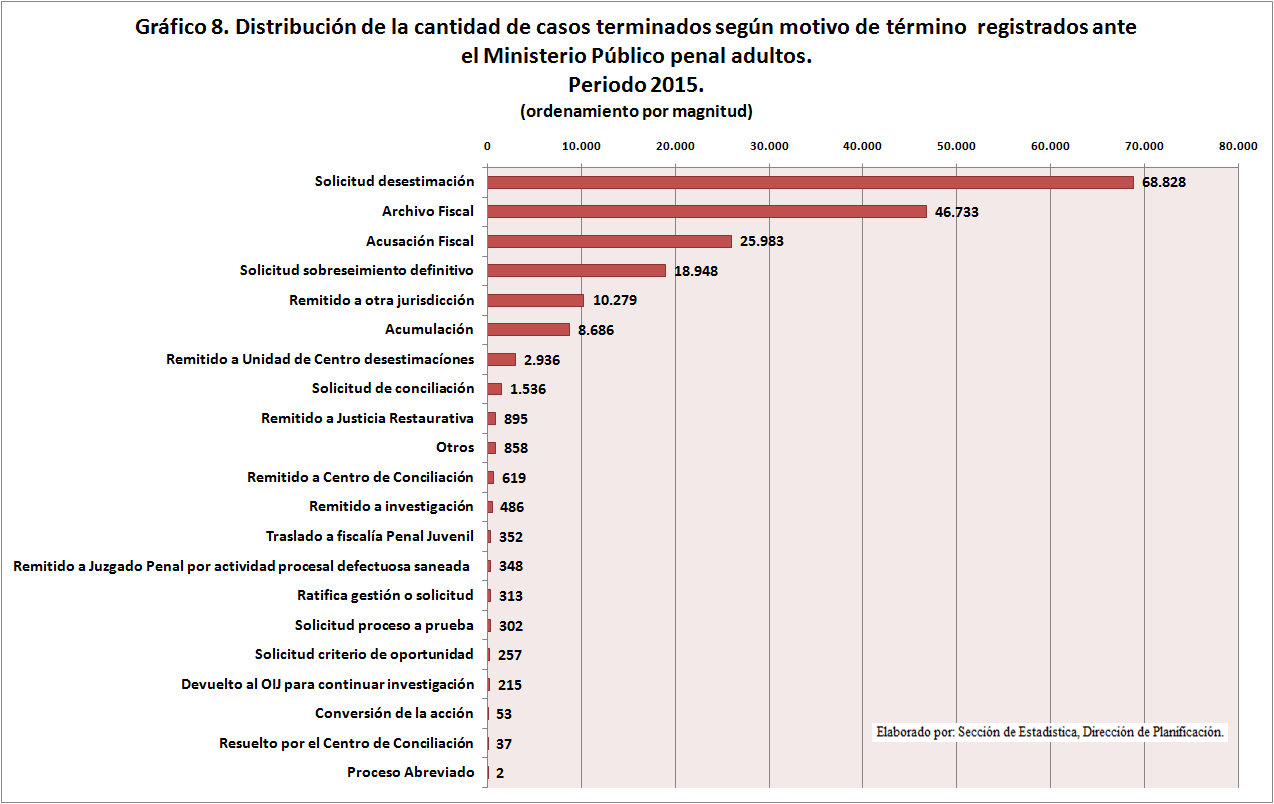 Gráfico 8. Distribución de la cantidad de casos terminados según motivo de término  registrados ante
el Ministerio Público penal adultos.
Periodo 2015.
(ordenamiento por magnitud)
0 10.000 20.000 30.000 40.000 50.000 60.000 70.000 80.000
Solicitud desestimación 68.828
Archivo Fiscal 46.733
Acusación Fiscal 25.983
Solicitud sobreseimiento definitivo 18.948
Remitido a otra jurisdicción 10.279
Acumulación 8.686
Remitido a Unidad de Centro desestimacíones 2.936
Solicitud de conciliación 1.536
Remitido a Justicia Restaurativa 895
Otros 858
Remitido a Centro de Conciliación 619
Remitido a investigación 486
Traslado a fiscalía Penal Juvenil 352
Remitido a Juzgado Penal por actividad procesal defectuosa saneada 348
Ratifica gestión o solicitud 313
Solicitud proceso a prueba 302
Solicitud criterio de oportunidad 257
Devuelto al OIJ para continuar investigación 215
Conversión de la acción 53
Resuelto por el Centro de Conciliación 37
Proceso Abreviado 2
Elaborado por: Sección de Estadística, Dirección de Planificación.